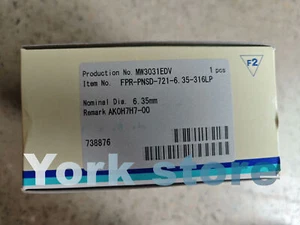 Production No. MW3031EDV 1 pcs
Item No. FPR-PNSD-721-6.35-316LP
F2
Nominal Dia. 6.35mm
Remark AKOH7H7-00
738876
York store